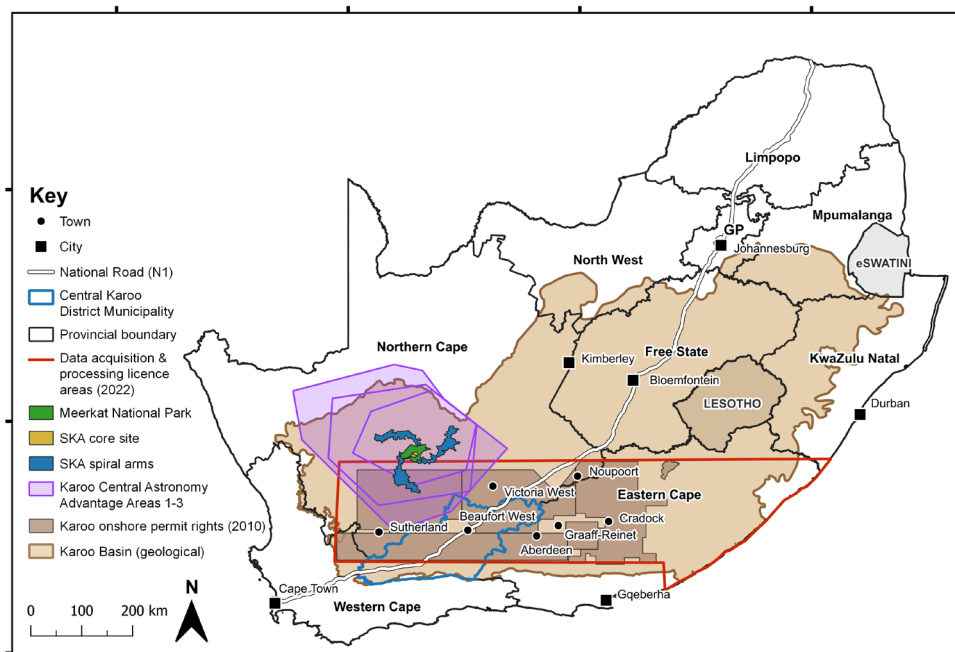 Key
Town
City
National Road (N1)
Central Karoo
District Municipality
Provincial boundary
Data acquisition &
processing licence
areas (2022)
Meerkat National Park
SKA core site
SKA spiral arms
Karoo Central Astronomy
Advantage Areas 1-3
Karoo onshore permit rights (2010)
Karoo Basin (geological)
0 100 200 km
N
Limpopo
Mpumalanga
GP
Johannesburg
eSWATINI
North West
Northern Cape
Kimberley
Free State
Bloemfontein
KwaZulu Natal
LESOTHO
Durban
Noupoort
Victoria West
Eastern Cape
Beaufort West
Cradock
Sutherland
Graaff-Reinet
Aberdeen
Cape Town
Western Cape
Gqeberha